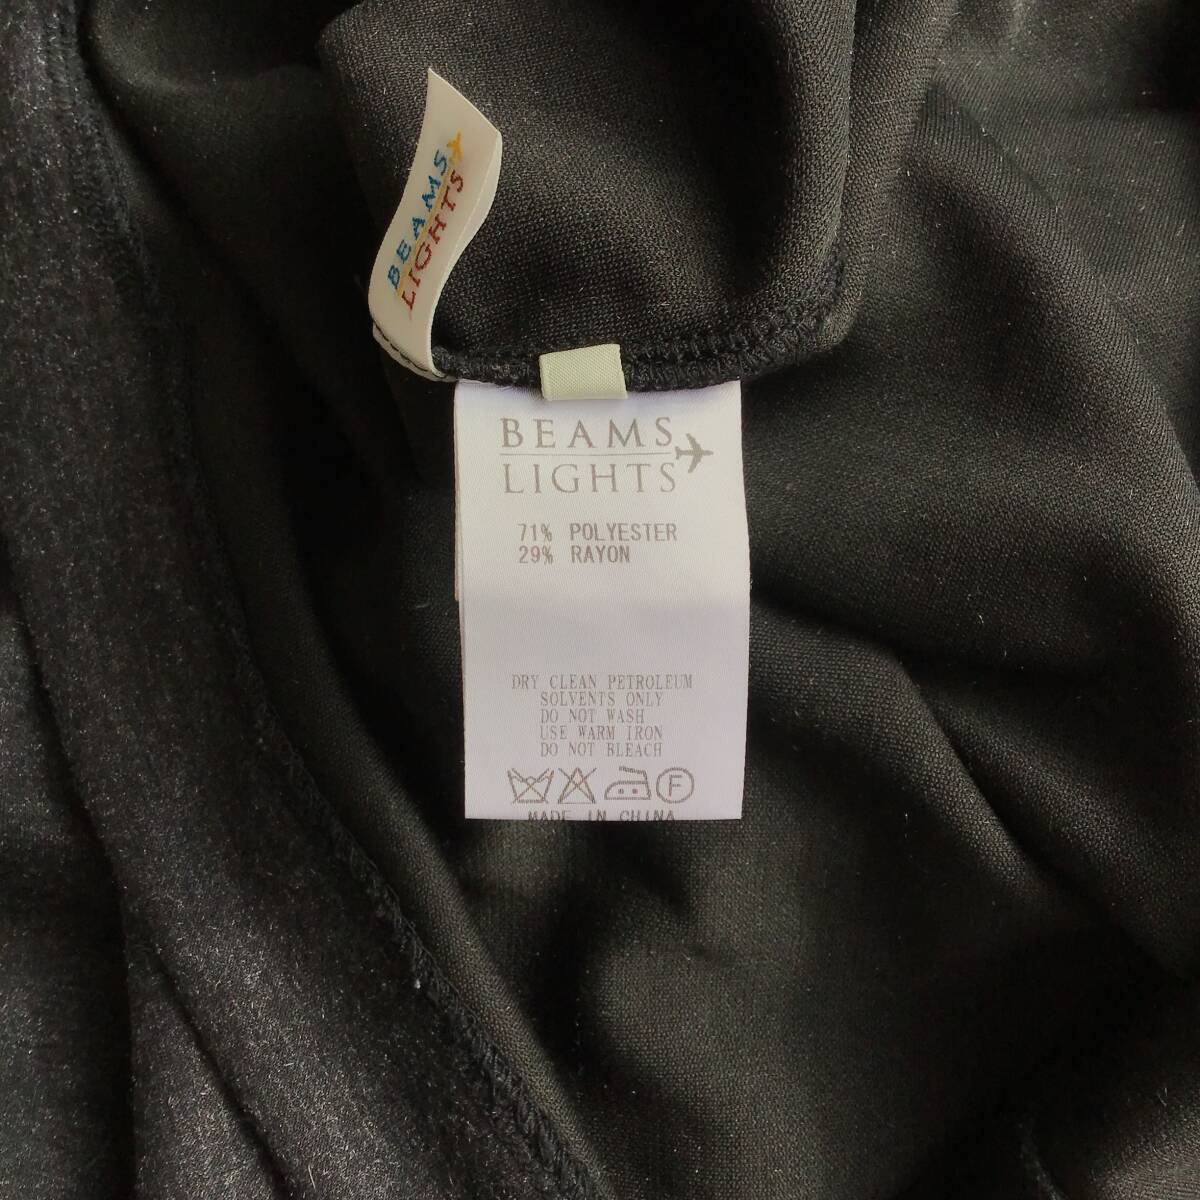 BEAMS
LIGHTS
BEAMS
LIGHTS
71% POLYESTER
29% RAYON
DRY CLEAN PETROLEUM
SOLVENTS ONLY
DO NOT WASH
USE WARM IRON
DO NOT BLEACH
F
MADE IN CHINA